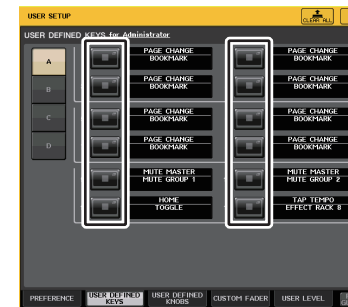 USER SETUP
CLEAR ALL
USER DEFINED KEYS for Administrator
A
B
C
D
PAGE CHANGE
BOOKMARK
PAGE CHANGE
BOOKMARK
PAGE CHANGE
BOOKMARK
PAGE CHANGE
BOOKMARK
MUTE MASTER
MUTE GROUP 1
HOME
TOGGLE
PAGE CHANGE
BOOKMARK
PAGE CHANGE
BOOKMARK
PAGE CHANGE
BOOKMARK
PAGE CHANGE
BOOKMARK
MUTE MASTER
MUTE GROUP 2
TAP TEMPO
EFFECT RACK 8
PREFERENCE
USER DEFINED
KEYS
USER DEFINED
KNOBS
CUSTOM FADER
USER LEVEL